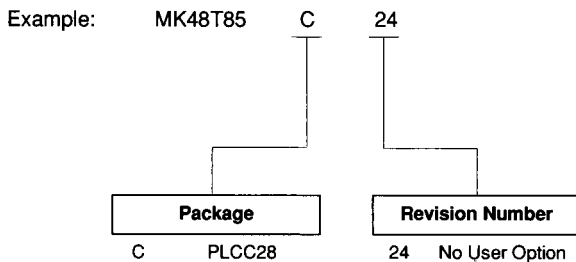 Example: MK48T85 C 24
Package Revision Number
C PLCC28 24 No User Option